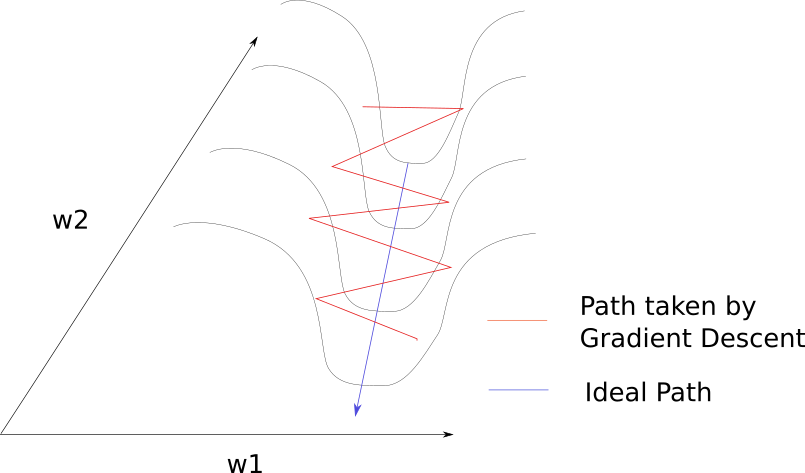 w2
Path taken by
Gradient Descent
Ideal Path
w1